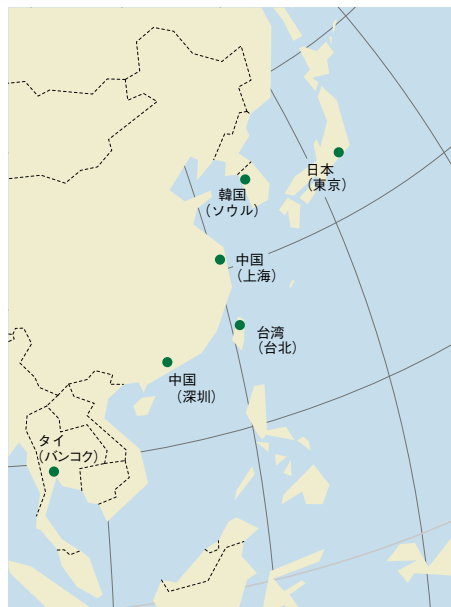 日本
（東京）
韓国
（ソウル）
中国
（上海）
台湾
（台北）
中国
（深圳）
タイ
（バンコク）